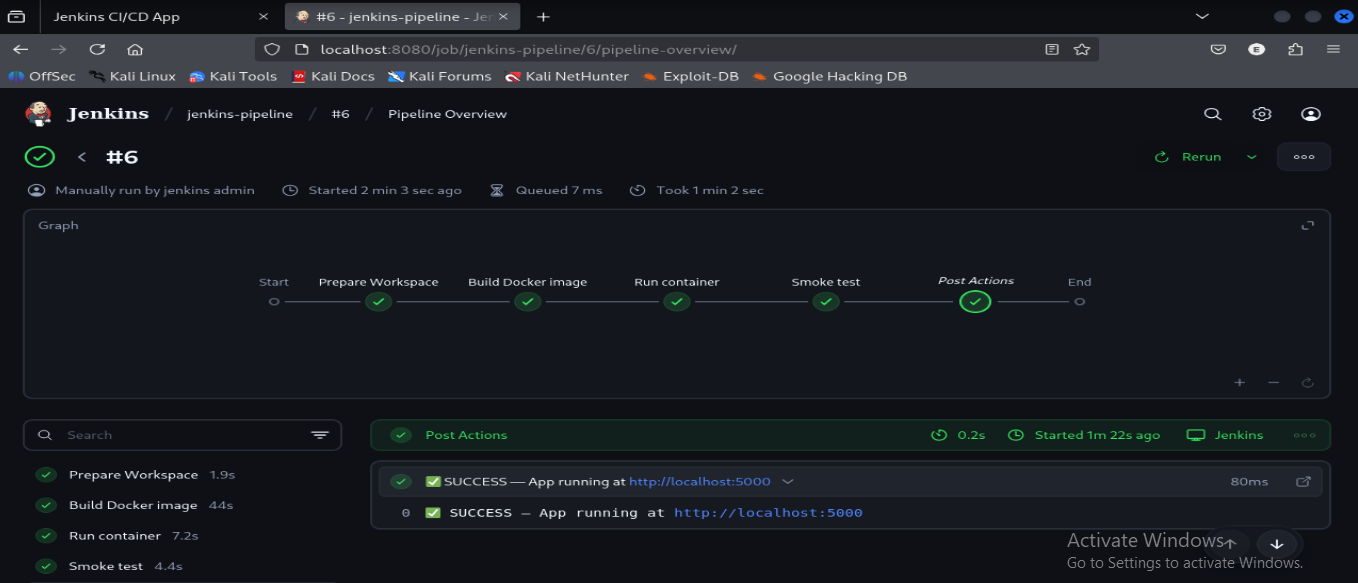 Jenkins CI/CD App
#6 - jenkins-pipeline - Jen
localhost:8080/job/jenkins-pipeline/6/pipeline-overview/
E
OffSec Kali Linux Kali Tools Kali Docs Kali Forums Kali NetHunter Exploit-DB Google Hacking DB
Jenkins / jenkins-pipeline / #6 / Pipeline Overview
#6
Rerun
Manually run by jenkins admin Started 2 min 3 sec ago Queued 7 ms Took 1 min 2 sec
Graph
Start Prepare Workspace Build Docker image Run container Smoke test Post Actions End
Search
Post Actions 0.2s Started 1m 22s ago Jenkins
Prepare Workspace 1.9s
✅ SUCCESS — App running at http://localhost:5000 80ms
Build Docker image 44s
0 ✅ SUCCESS — App running at http://localhost:5000
Run container 7.2s
Smoke test 4.4s
Activate Windows
Go to Settings to activate Windows.